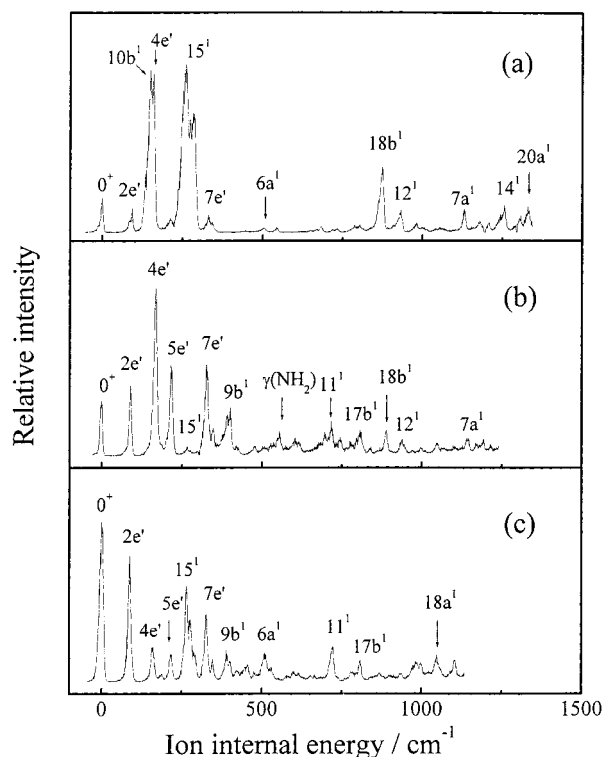 (a)
10b¹ 4e' 15¹
0⁺ 2e' 7e' 6a¹ 18b¹ 12¹ 7a¹ 14¹ 20a¹
(b)
0⁺ 2e' 4e' 5e' 15¹ 7e' 9b¹ γ(NH₂) 11¹ 17b¹ 18b¹ 12¹ 7a¹
(c)
0⁺ 2e' 4e' 5e' 15¹ 7e' 9b¹ 6a¹ 11¹ 17b¹ 18a¹
Relative intensity
0 500 1000 1500
Ion internal energy / cm⁻¹